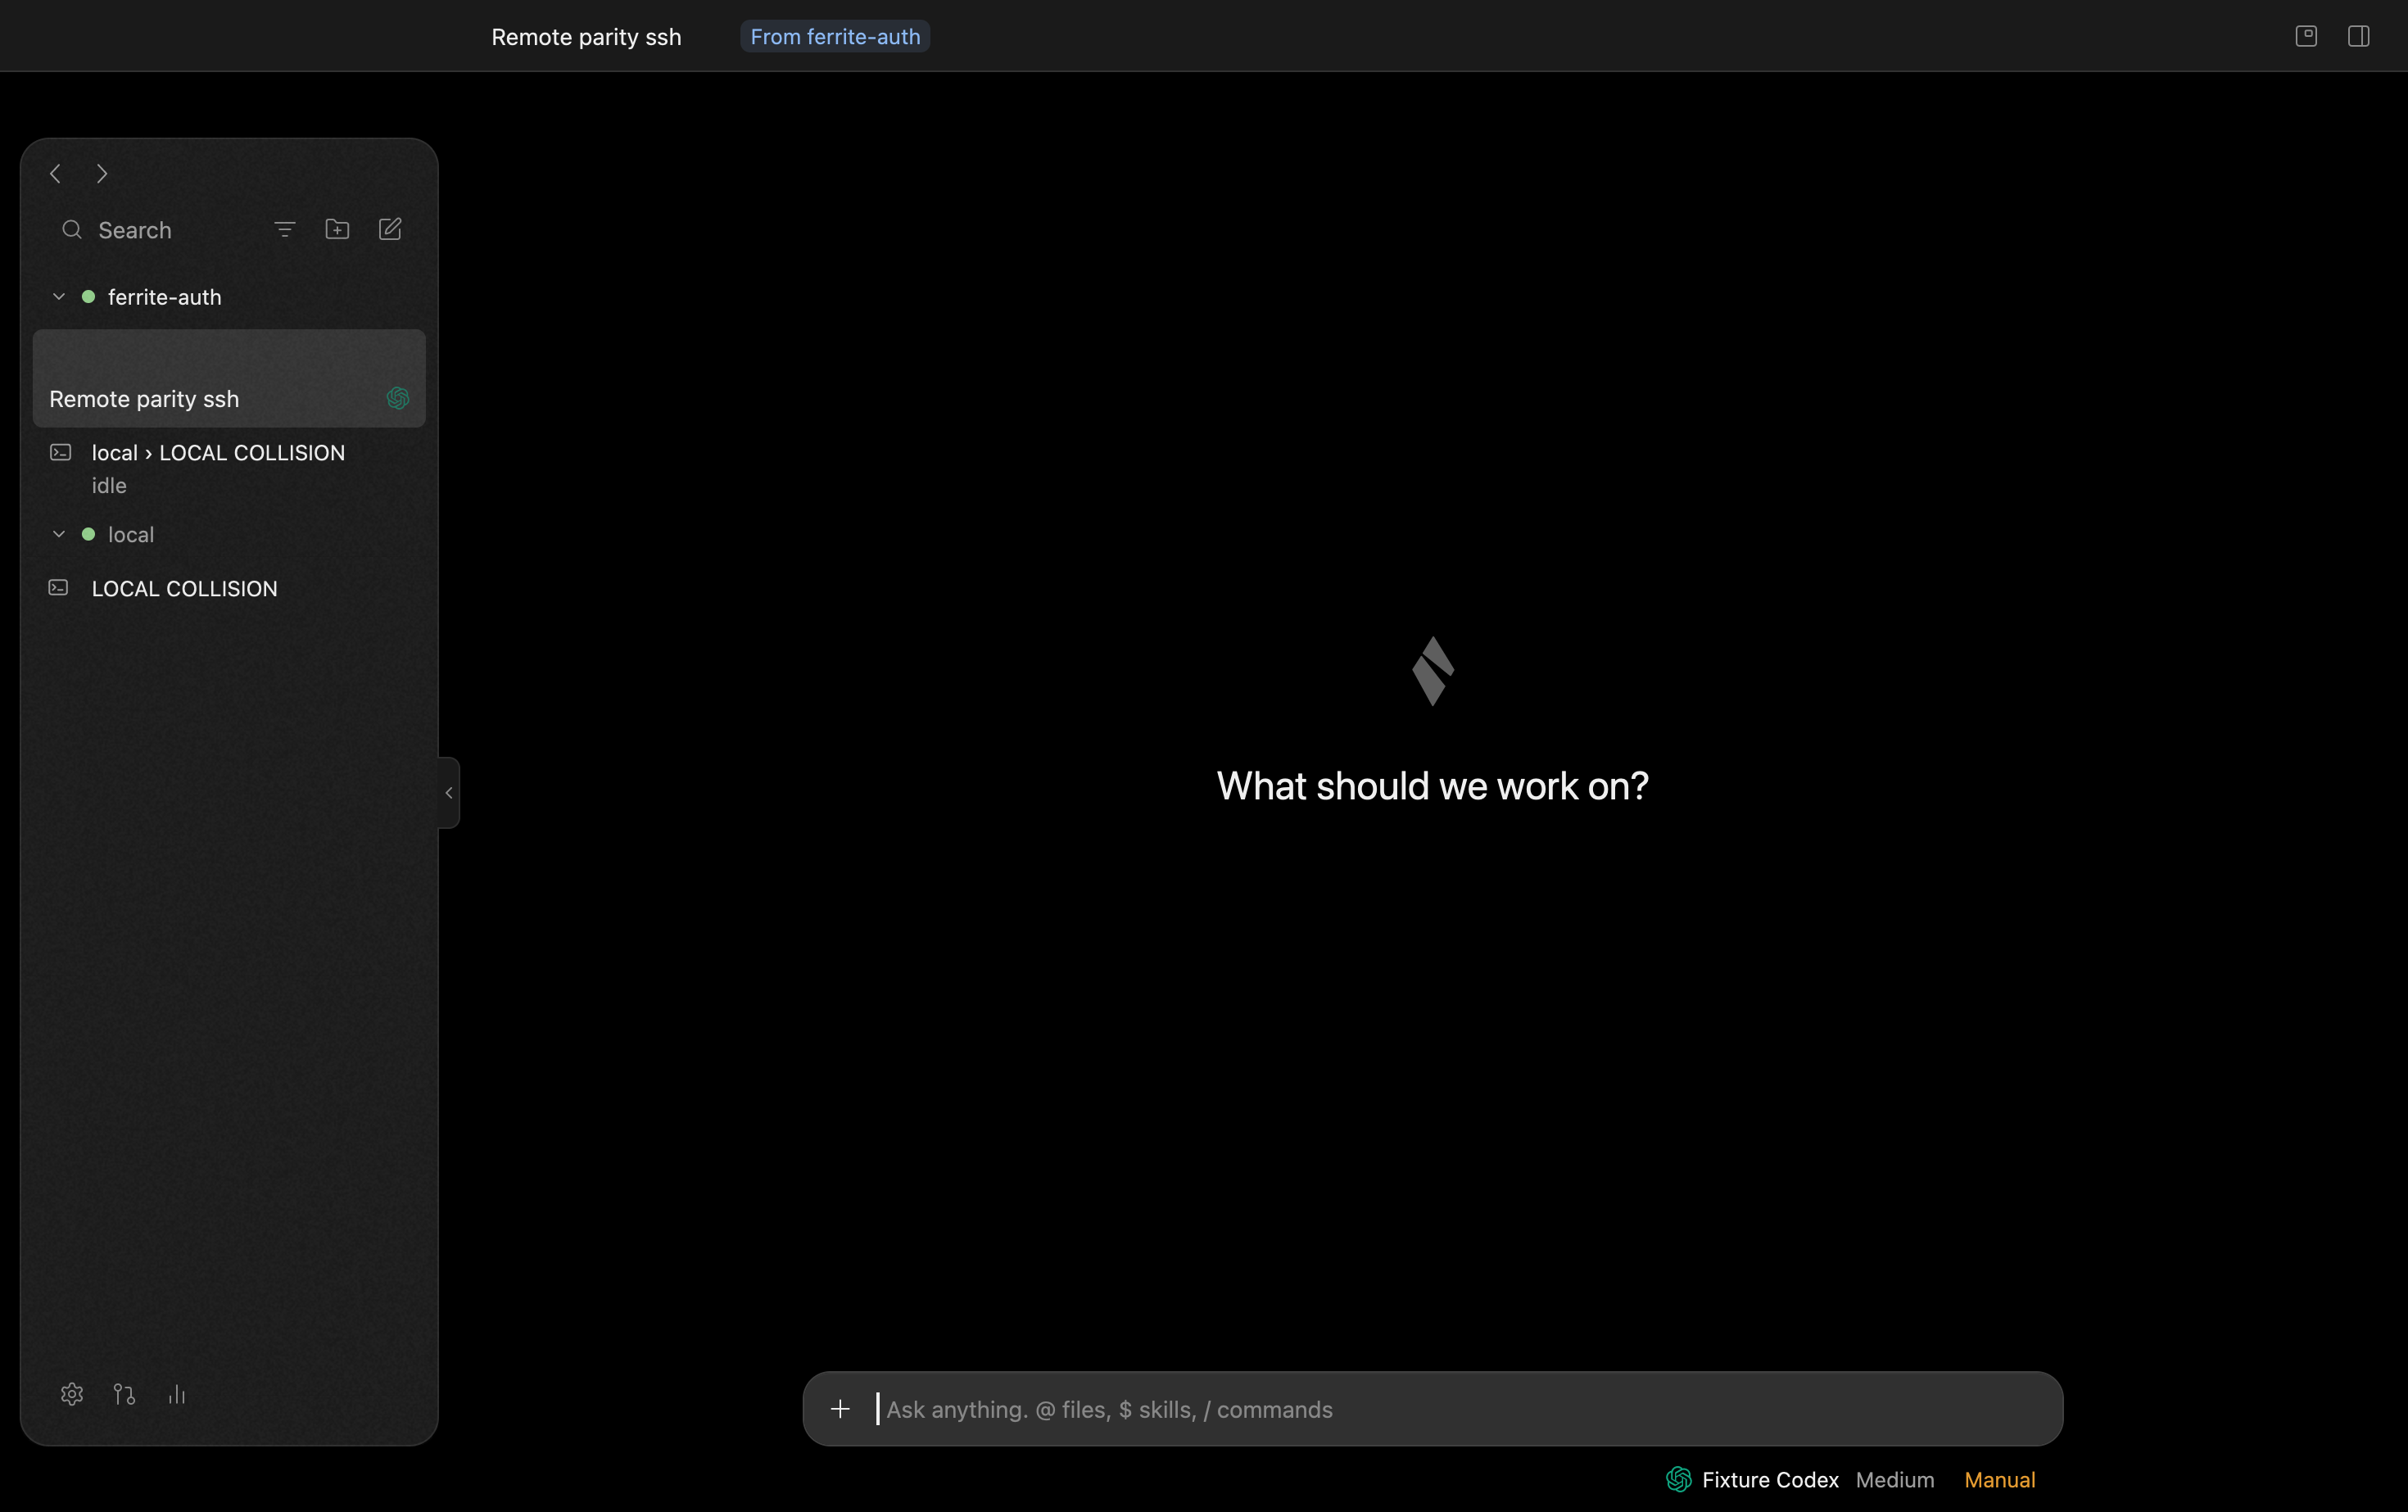 Remote parity ssh
From ferrite-auth
Search
ferrite-auth
Remote parity ssh
local › LOCAL COLLISION
idle
local
LOCAL COLLISION
What should we work on?
Ask anything. @ files, $ skills, / commands
Fixture Codex Medium Manual